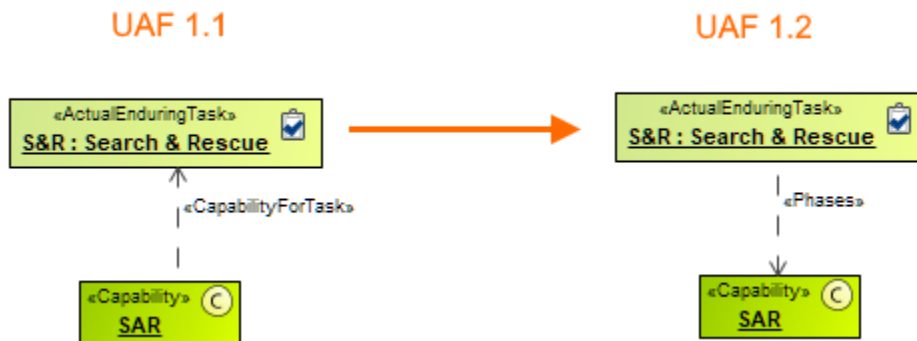 UAF 1.1
UAF 1.2
«ActualEnduringTask»
S&R : Search & Rescue
«ActualEnduringTask»
S&R : Search & Rescue
«CapabilityForTask»
«Phases»
«Capability»
C
SAR
«Capability»
C
SAR